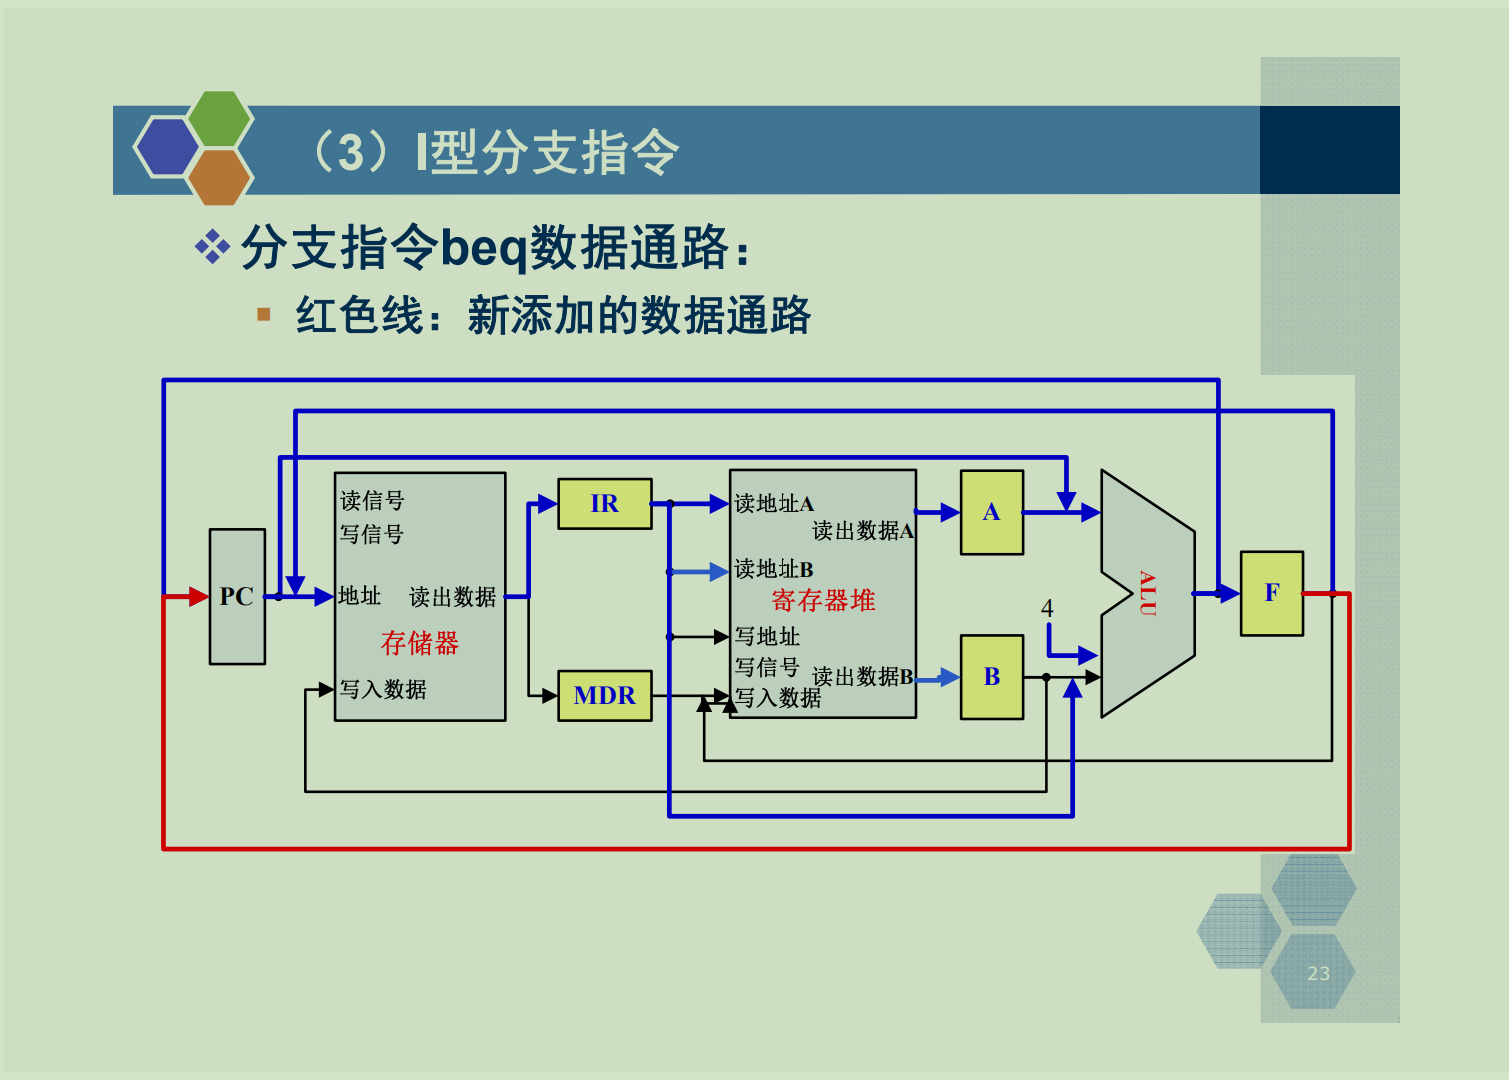 （3）I型分支指令
分支指令beq数据通路：
红色线：新添加的数据通路
读信号
写信号
地址
读出数据
存储器
写入数据
PC
IR
MDR
读地址A
读出数据A
读地址B
寄存器堆
写地址
写信号
读出数据B
写入数据
A
B
4
ALU
F
23